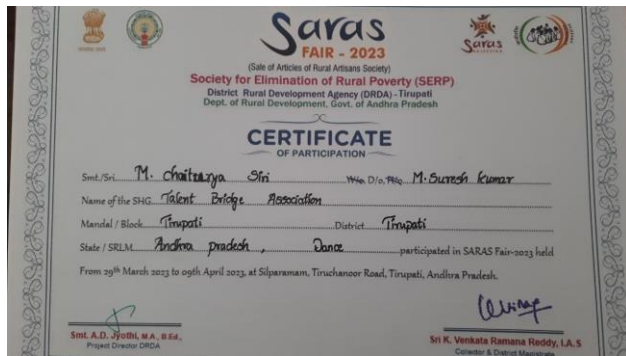 Saras
FAIR - 2023
(Sale of Articles of Rural Artisans Society)
Saras
Society for Elimination of Rural Poverty (SERP)
District Rural Development Agency (DRDA) - Tirupati
Dept. of Rural Development, Govt. of Andhra Pradesh
CERTIFICATE
OF PARTICIPATION
Smt./Sri. M. Chaitanya Siri W/o, D/o, M. Suresh Kumar
Name of the SHG Talent Bridge Association
Mandal / Block Tirupati District Tirupati
State / SRLM Andhra pradesh, Dance participated in SARAS Fair-2023 held
From 29th March 2023 to 09th April 2023, at Silparamam, Tiruchanoor Road, Tirupati, Andhra Pradesh.
Smt. A.D. Jyothi, M.A., B.Ed.,
Project Director DRDA
Sri K. Venkata Ramana Reddy, I.A.S
Collector & District Magistrate